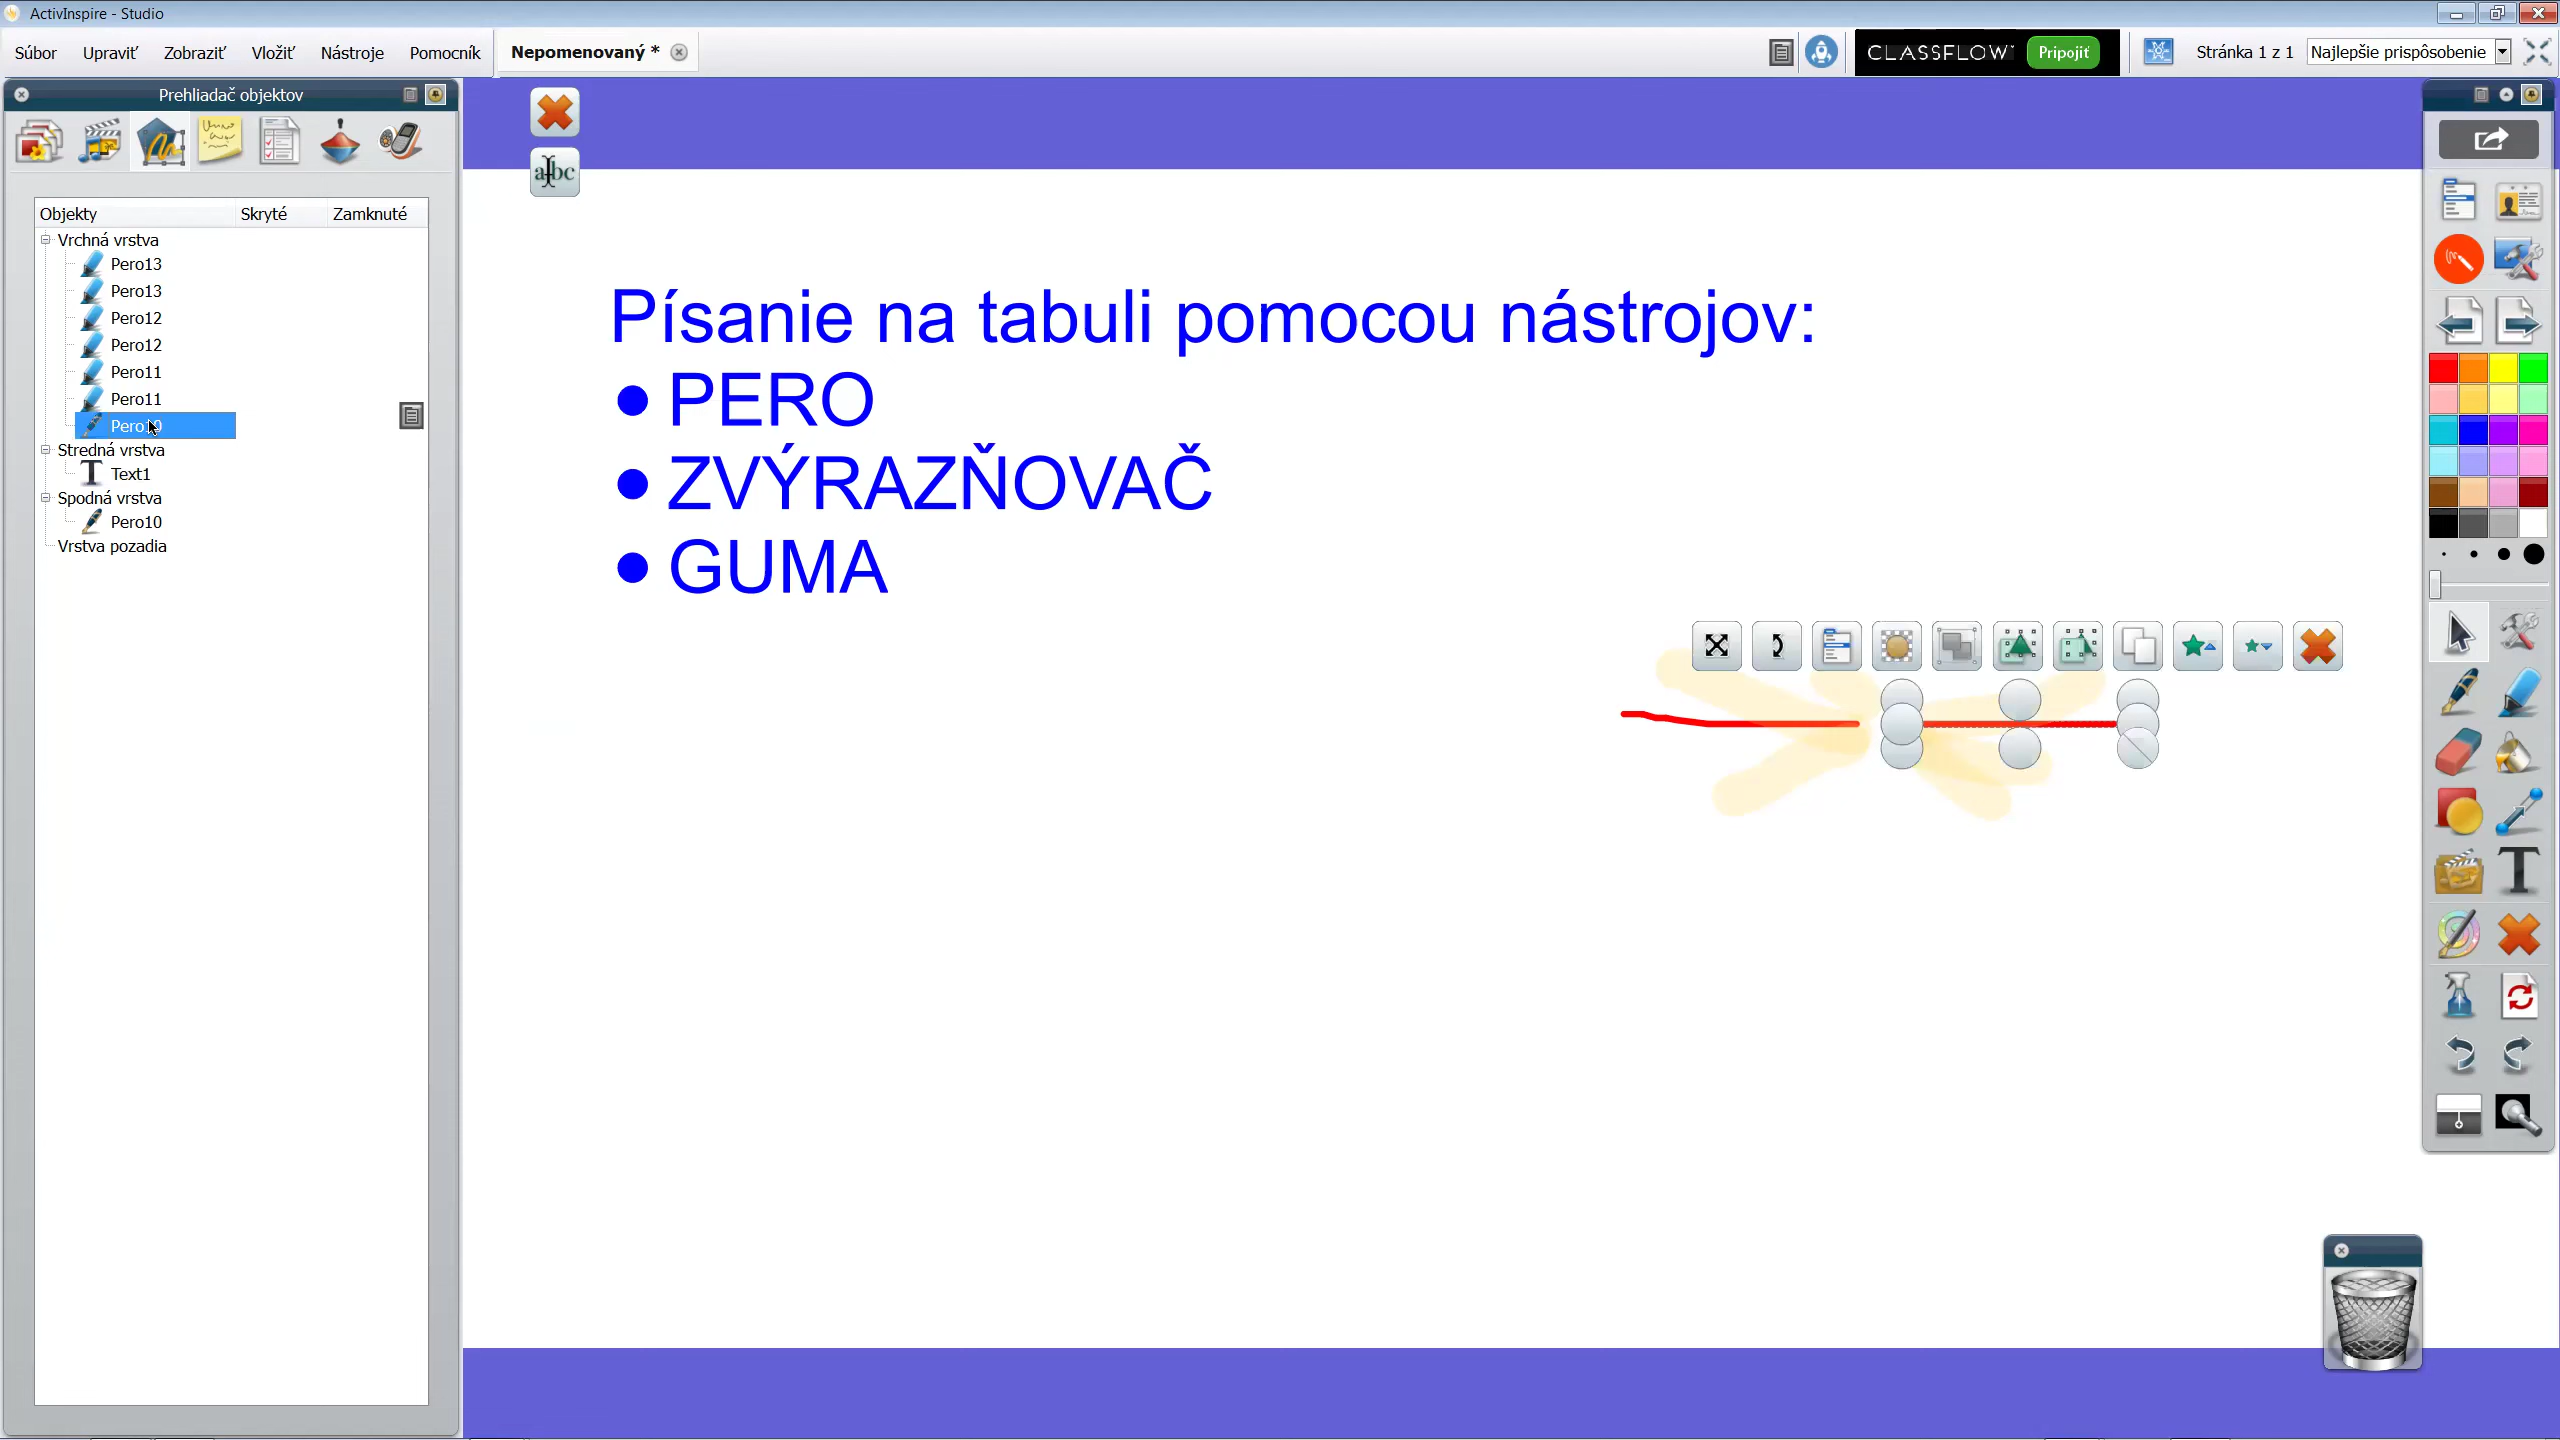 ActivInspire - Studio
Súbor Upraviť Zobraziť Vložiť Nástroje Pomocník
Nepomenovaný *
CLASSFLOW Pripojiť
Stránka 1 z 1 Najlepšie prispôsobenie
Prehliadač objektov
Objekty Skryté Zamknuté
Vrchná vrstva
Pero13
Pero13
Pero12
Pero12
Pero11
Pero11
Pero10
Stredná vrstva
Text1
Spodná vrstva
Pero10
Vrstva pozadia
abc
Písanie na tabuli pomocou nástrojov:
● PERO
● ZVÝRAZŇOVAČ
● GUMA